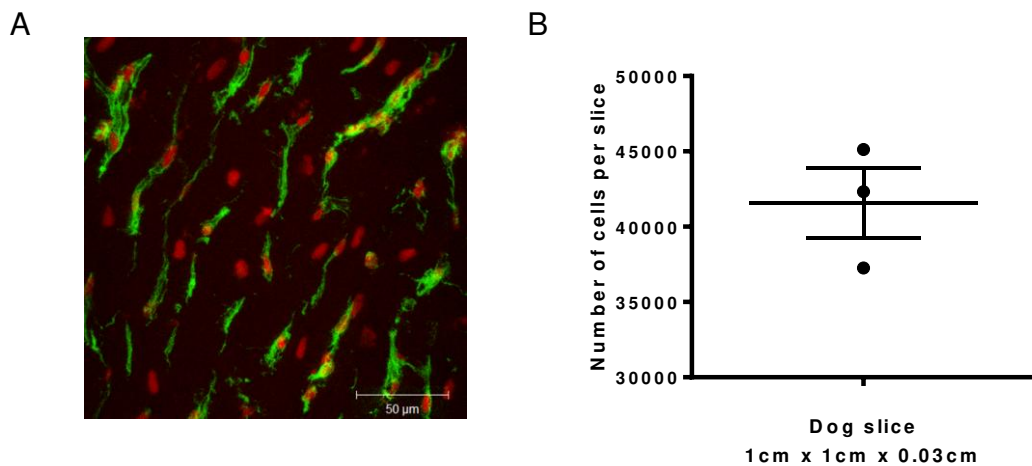 A
B
50 µm
Number of cells per slice
50000
45000
40000
35000
30000
Dog slice
1cm x 1cm x 0.03cm